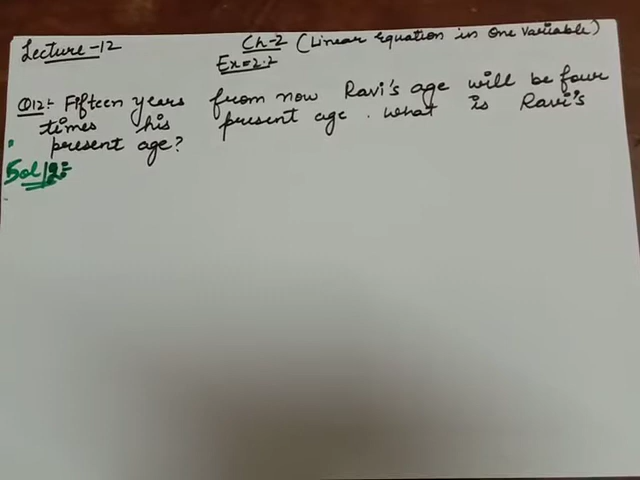 Lecture-12
Ch-2 (Linear Equation in One Variable)
Ex=2.2
Q12:- Fifteen years from now Ravi's age will be four
times his present age. What is Ravi's
present age?
Sol 12:-